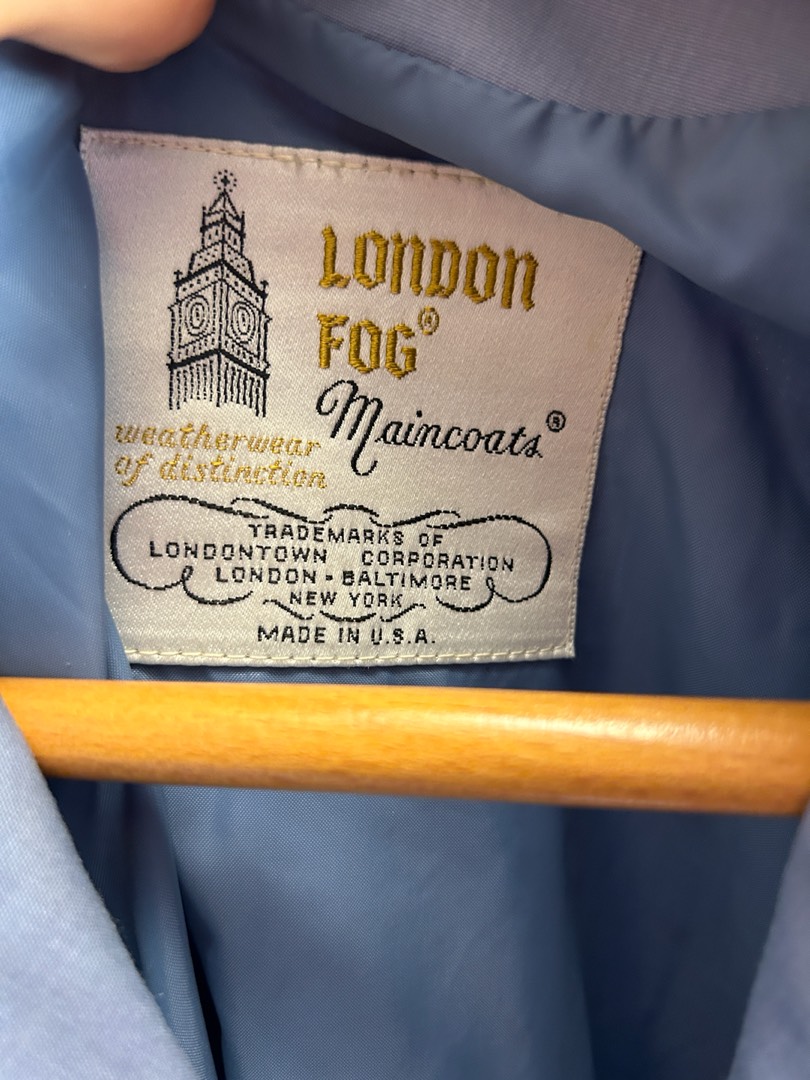 LONDON
FOG®
Maincoats®
weatherwear
of distinction
TRADEMARKS OF
LONDONTOWN CORPORATION
LONDON - BALTIMORE
NEW YORK
MADE IN U.S.A.